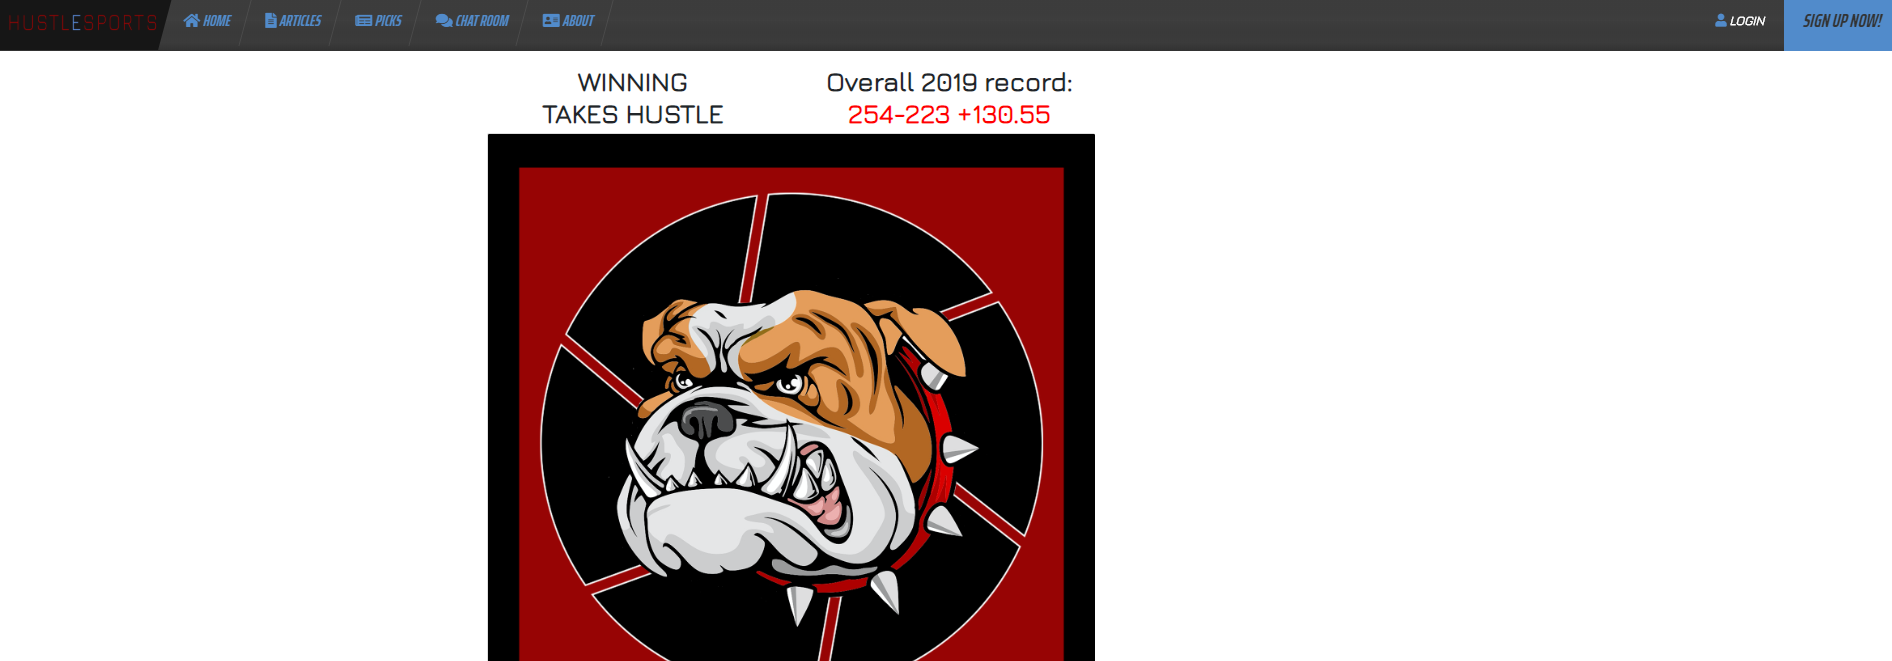 HUSTLESPORTS HOME ARTICLES PICKS CHAT ROOM ABOUT LOGIN SIGN UP NOW!
WINNING
TAKES HUSTLE
Overall 2019 record:
254-223 +130.55